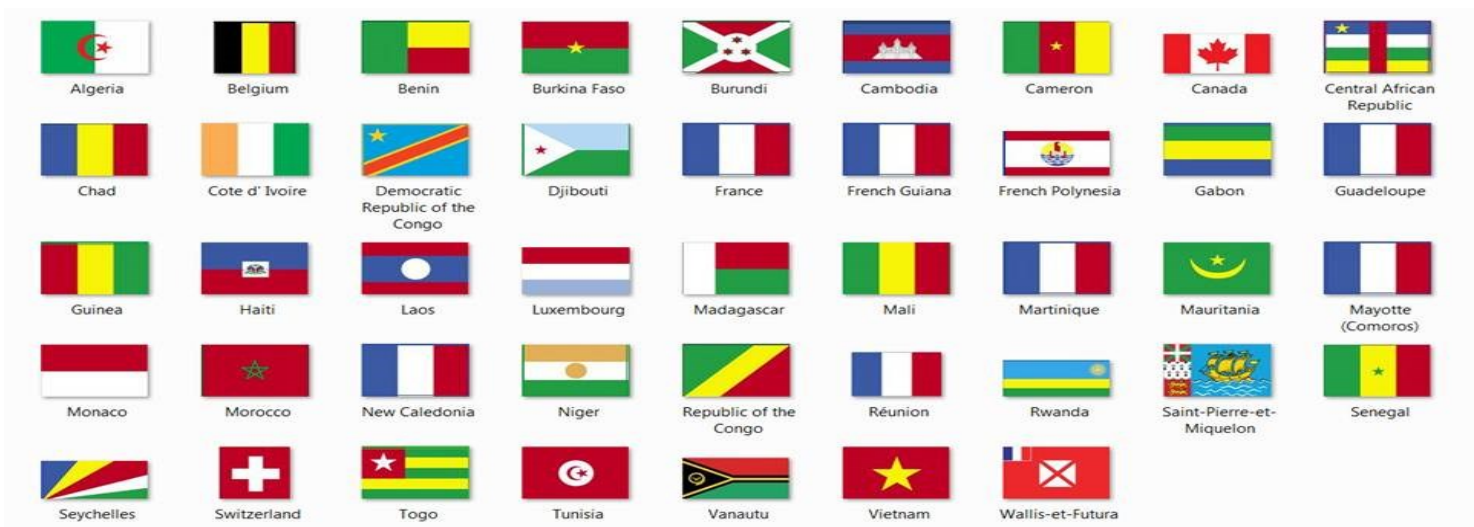 Algeria
Belgium
Benin
Burkina Faso
Burundi
Cambodia
Cameron
Canada
Central African
Republic
Chad
Cote d' Ivoire
Democratic
Republic of the
Congo
Djibouti
France
French Guiana
French Polynesia
Gabon
Guadeloupe
Guinea
Haiti
Laos
Luxembourg
Madagascar
Mali
Martinique
Mauritania
Mayotte
(Comoros)
Monaco
Morocco
New Caledonia
Niger
Republic of the
Congo
Réunion
Rwanda
Saint-Pierre-et-
Miquelon
Senegal
Seychelles
Switzerland
Togo
Tunisia
Vanautu
Vietnam
Wallis-et-Futura